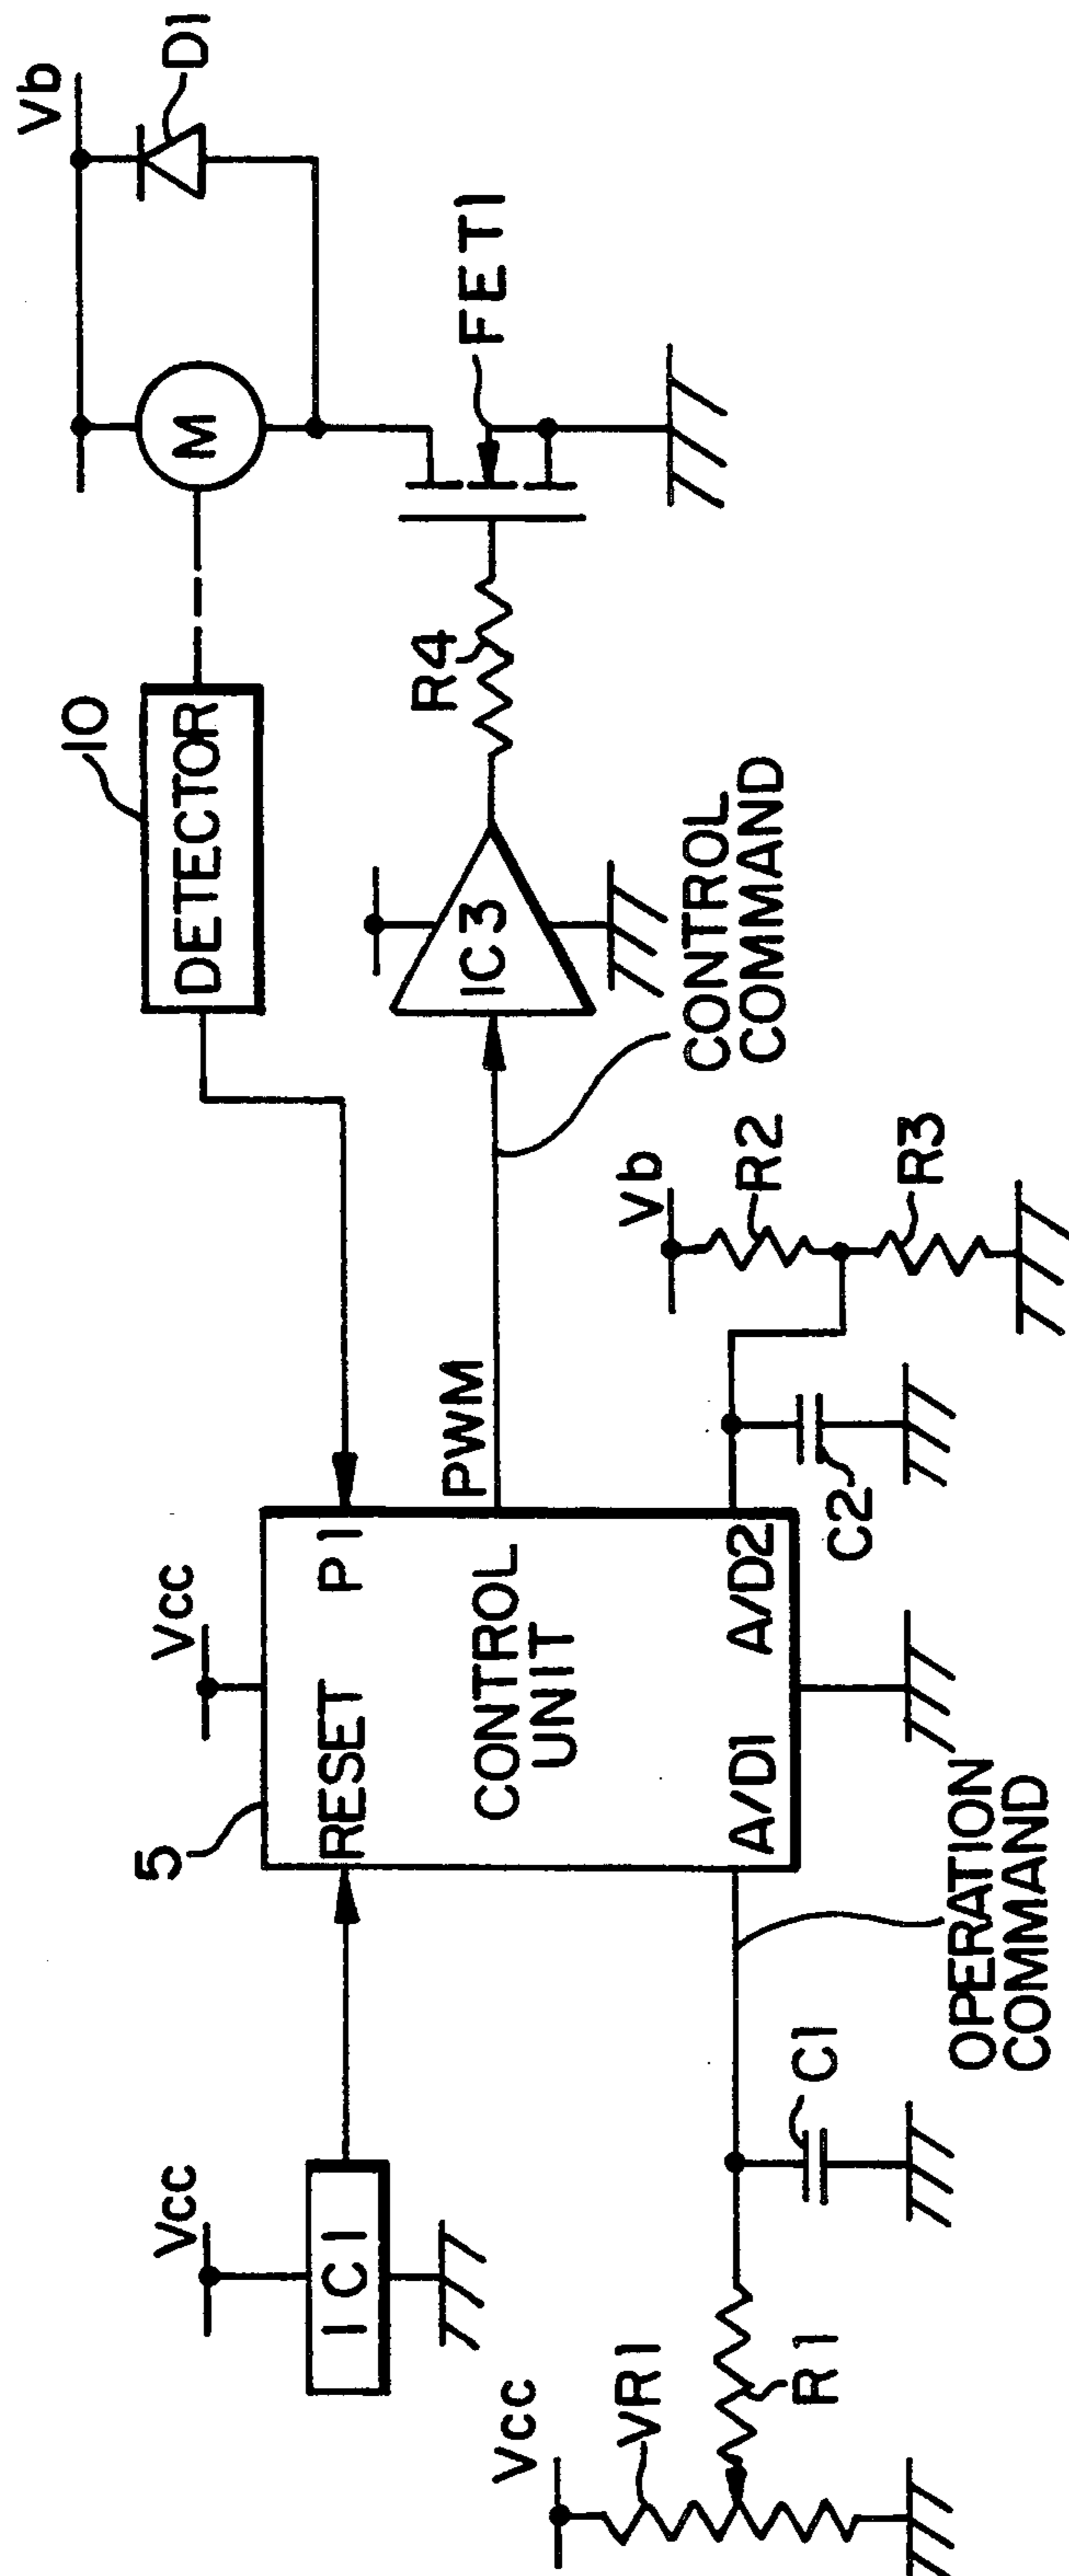 Vcc
IC1
Vcc
5
RESET
P1
CONTROL
UNIT
A/D1
A/D2
PWM
10
DETECTOR
M
Vb
D1
IC3
R4
FET1
CONTROL
COMMAND
Vb
R2
R3
C2
Vcc
VR1
R1
C1
OPERATION
COMMAND